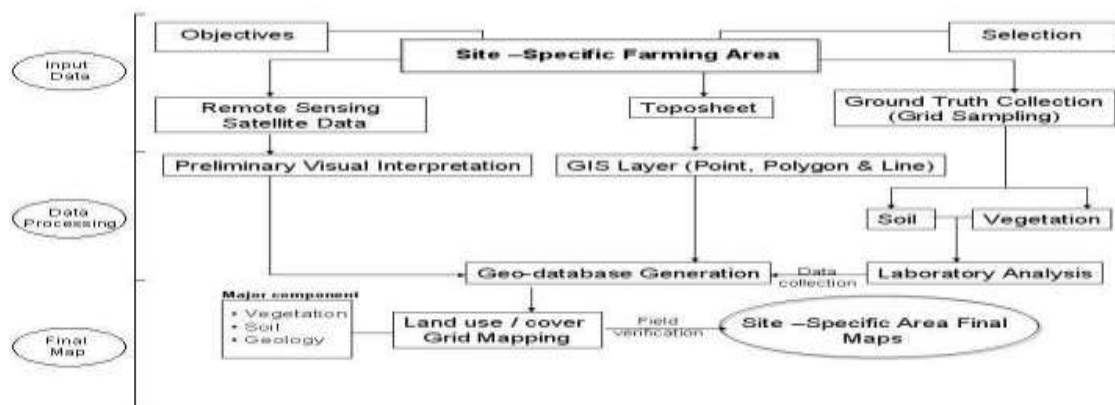 Objectives
Selection
Site –Specific Farming Area
Input
Data
Remote Sensing
Satellite Data
Toposheet
Ground Truth Collection
(Grid Sampling)
Preliminary Visual Interpretation
GIS Layer (Point, Polygon & Line)
Data
Processing
Soil
Vegetation
Geo-database Generation
Data
collection
Laboratory Analysis
Major component
• Vegetation
• Soil
• Geology
Land use / cover
Grid Mapping
Field
verification
Site –Specific Area Final
Maps
Final
Map